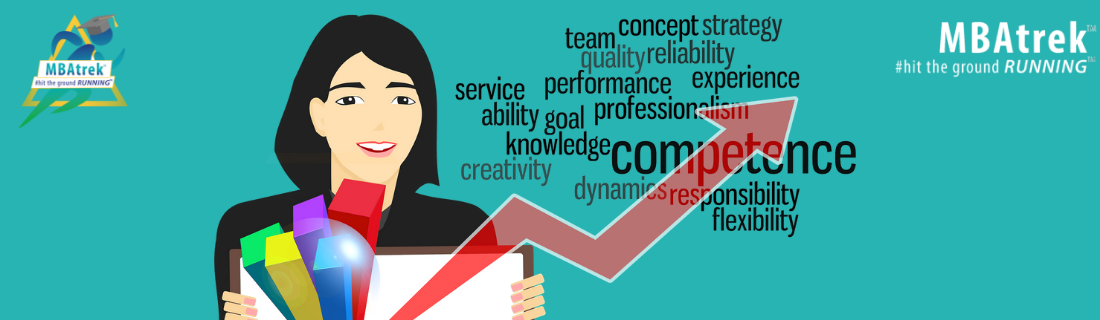 MBAtrek
#hit the ground RUNNING
concept strategy
team
quality reliability
performance experience
service
ability goal professionalism
knowledge competence
creativity
dynamics responsibility
flexibility
MBAtrek™
#hit the ground RUNNING™